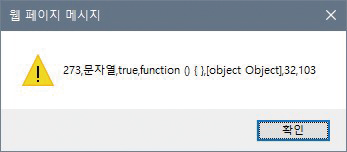 웹 페이지 메시지
273,문자열,true,function () { },[object Object],32,103
확인